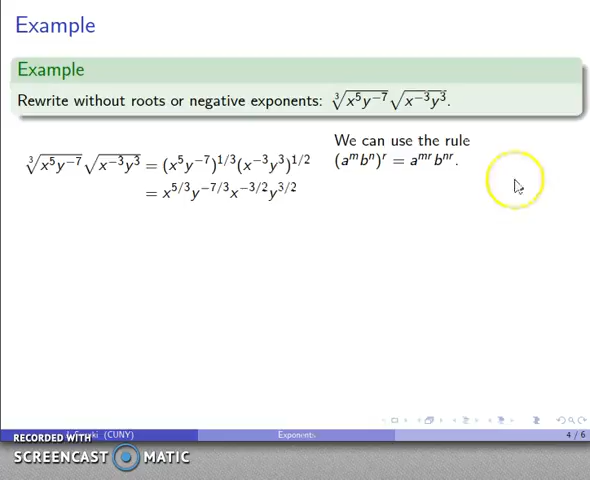 Example
Example
Rewrite without roots or negative exponents: ∛(x⁵y⁻⁷) √(x⁻³y³).
We can use the rule
(aᵐbⁿ)ʳ = aᵐʳbⁿʳ.
∛(x⁵y⁻⁷) √(x⁻³y³) = (x⁵y⁻⁷)^1/3 (x⁻³y³)^1/2
= x^5/3 y^−7/3 x^−3/2 y^3/2
(CUNY) Exponents 4 / 6
RECORDED WITH
SCREENCAST MATIC